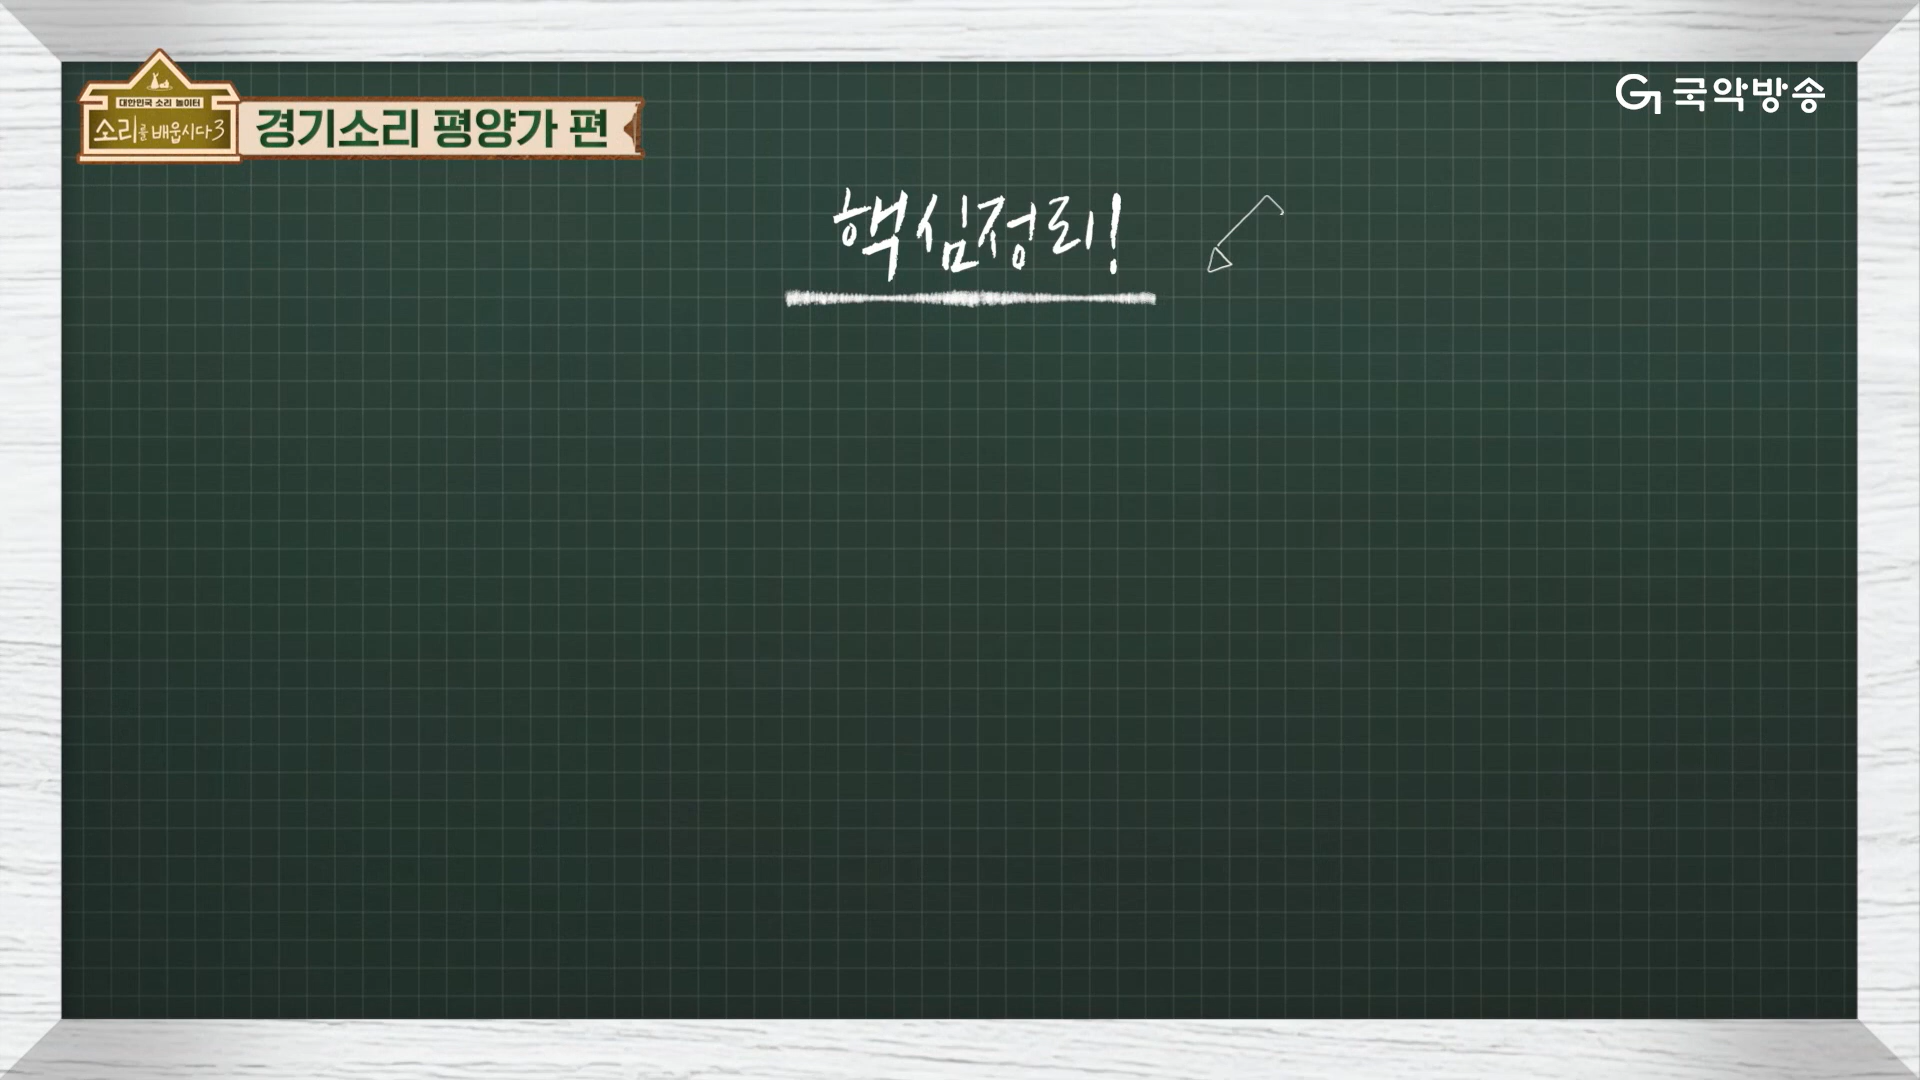 대한민국 소리 놀이터
소리를 배웁시다3
경기소리 평양가 편
국악방송
핵심정리!